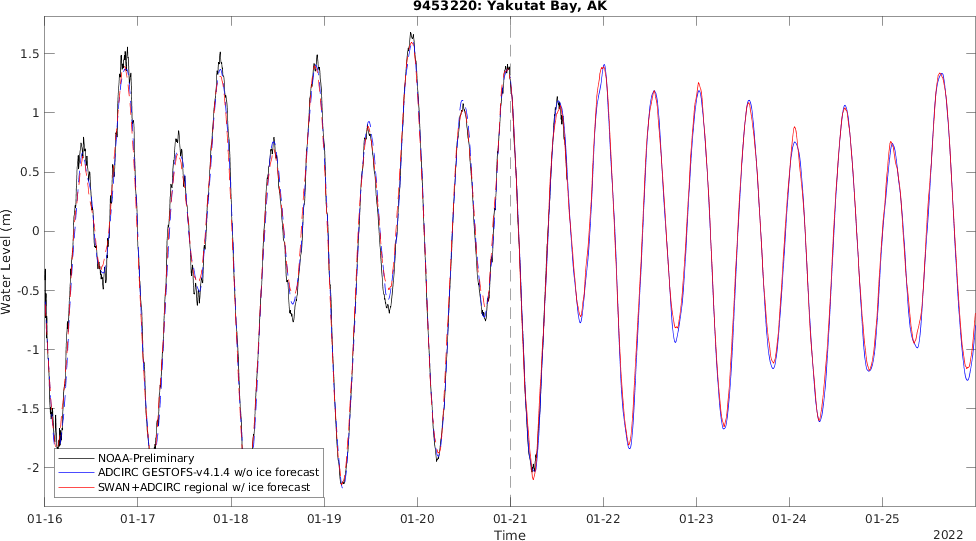 9453220: Yakutat Bay, AK
Water Level (m)
1.5
1
0.5
0
-0.5
-1
-1.5
-2
NOAA-Preliminary
ADCIRC GESTOFS-v4.1.4 w/o ice forecast
SWAN+ADCIRC regional w/ ice forecast
01-16 01-17 01-18 01-19 01-20 01-21 01-22 01-23 01-24 01-25
Time
2022